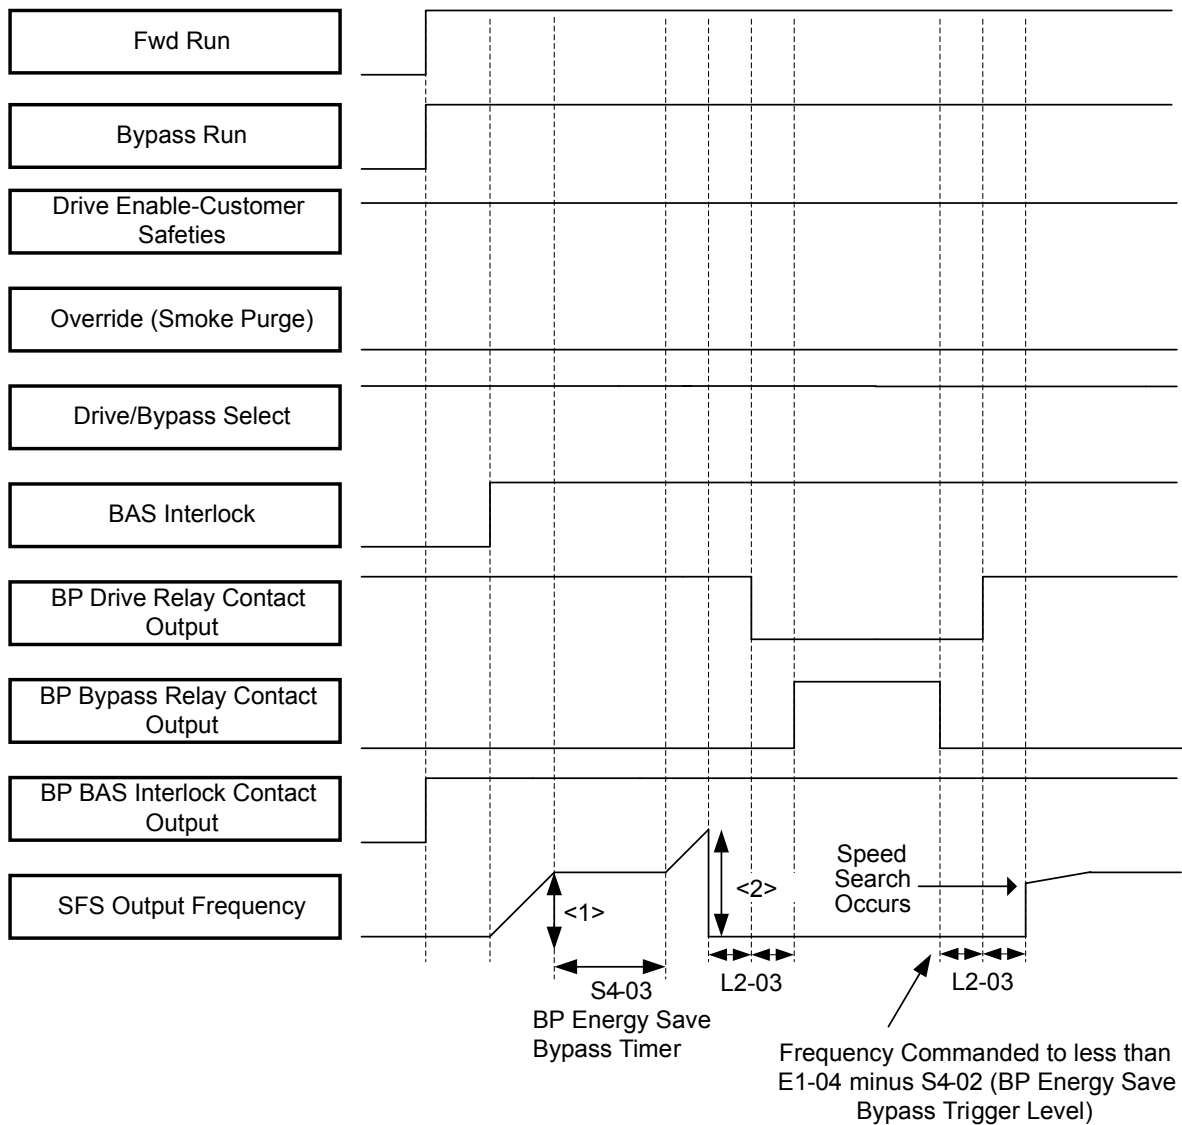 Fwd Run
Bypass Run
Drive Enable-Customer
Safeties
Override (Smoke Purge)
Drive/Bypass Select
BAS Interlock
BP Drive Relay Contact
Output
BP Bypass Relay Contact
Output
BP BAS Interlock Contact
Output
SFS Output Frequency
<1>
<2>
Speed
Search
Occurs
S4-03
BP Energy Save
Bypass Timer
L2-03
L2-03
Frequency Commanded to less than
E1-04 minus S4-02 (BP Energy Save
Bypass Trigger Level)